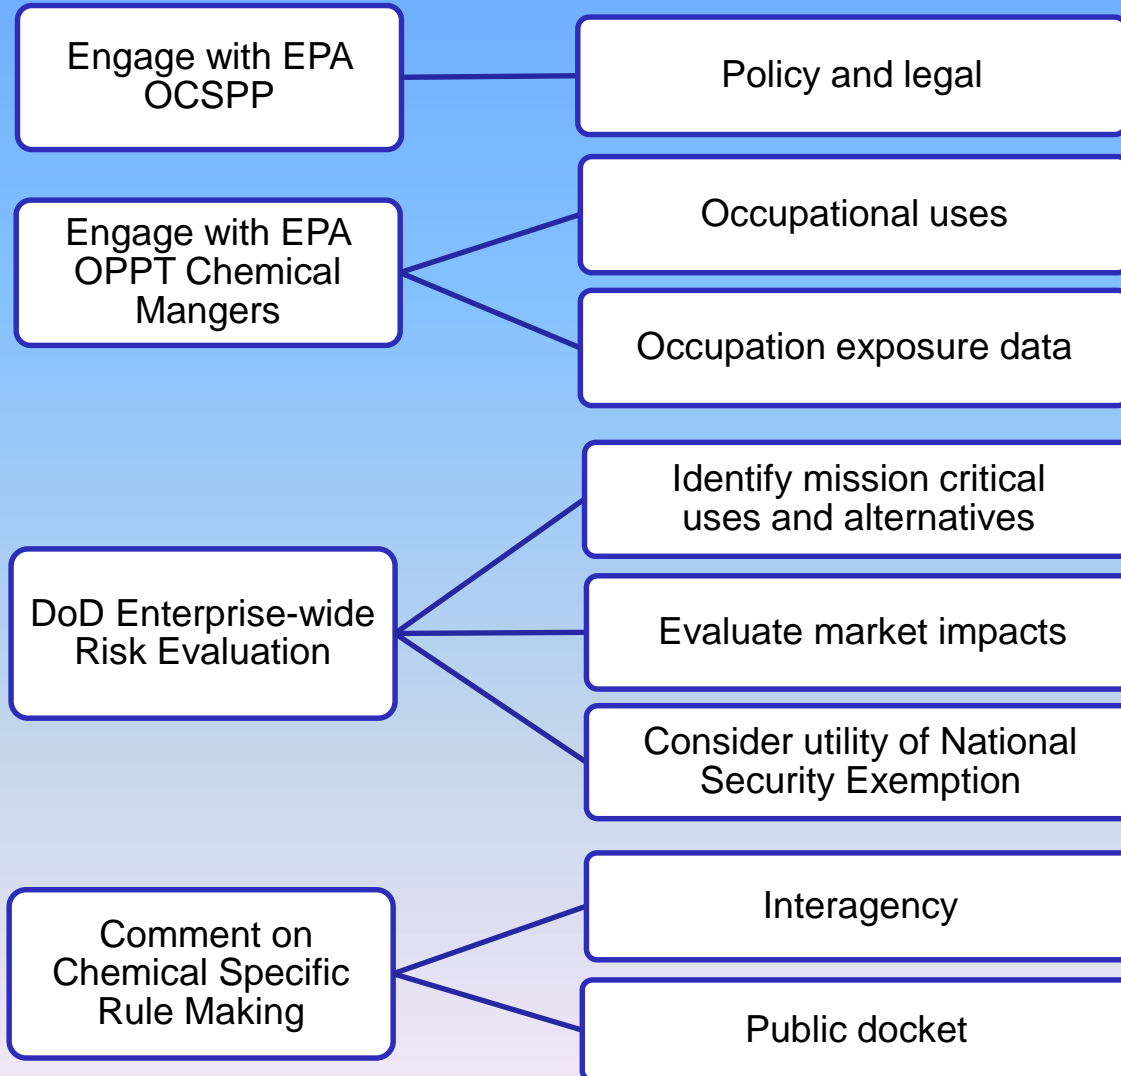 Engage with EPA
OCSPP
Policy and legal
Engage with EPA
OPPT Chemical
Mangers
Occupational uses
Occupation exposure data
DoD Enterprise-wide
Risk Evaluation
Identify mission critical
uses and alternatives
Evaluate market impacts
Consider utility of National
Security Exemption
Comment on
Chemical Specific
Rule Making
Interagency
Public docket